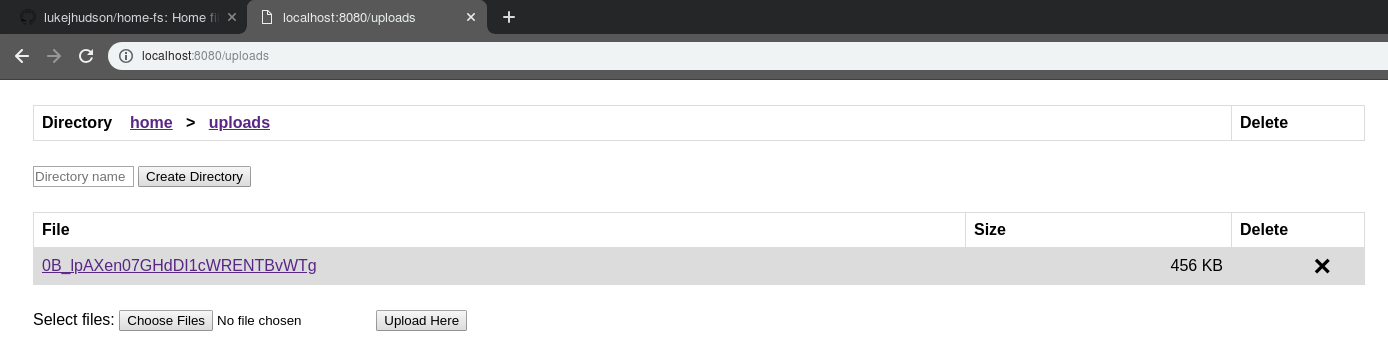 lukejhudson/home-fs: Home fil
localhost:8080/uploads
localhost:8080/uploads
Directory home > uploads Delete
Directory name Create Directory
File Size Delete
0B_lpAXen07GHdDI1cWRENTBvWTg 456 KB
Select files: Choose Files No file chosen Upload Here